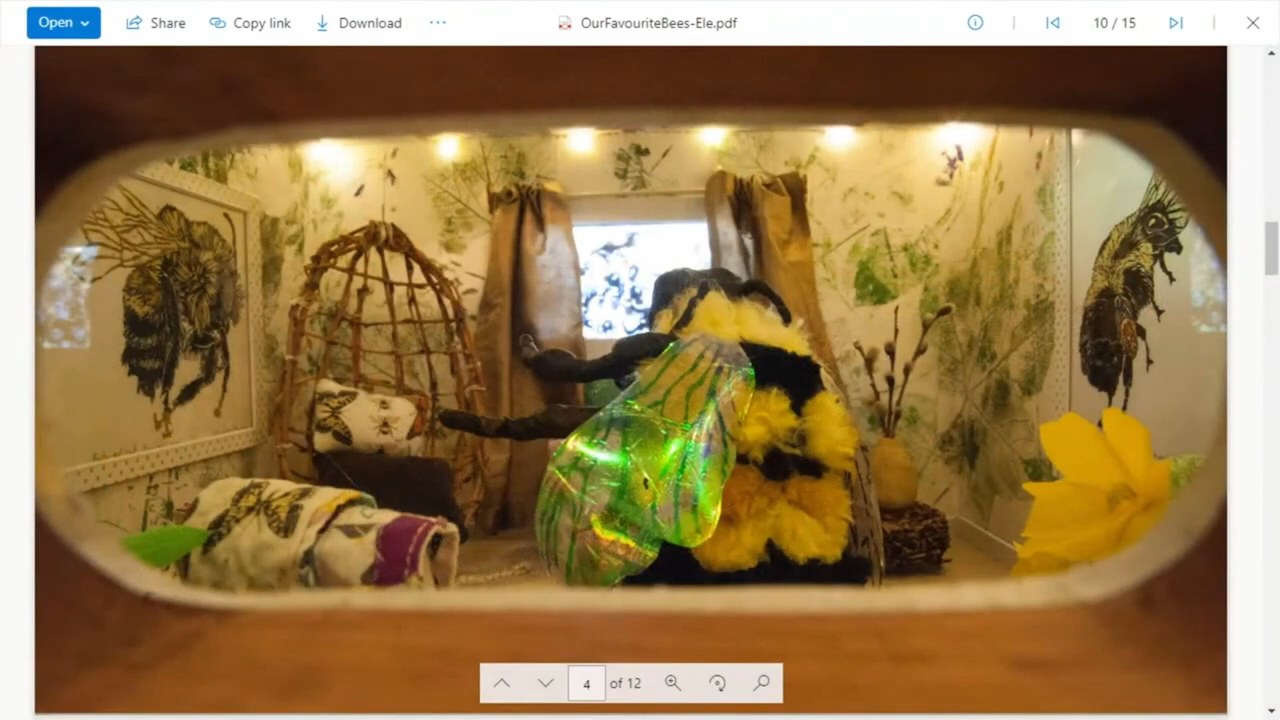 Open
Share
Copy link
Download
OurFavouriteBees-Ele.pdf
10 / 15
4 of 12